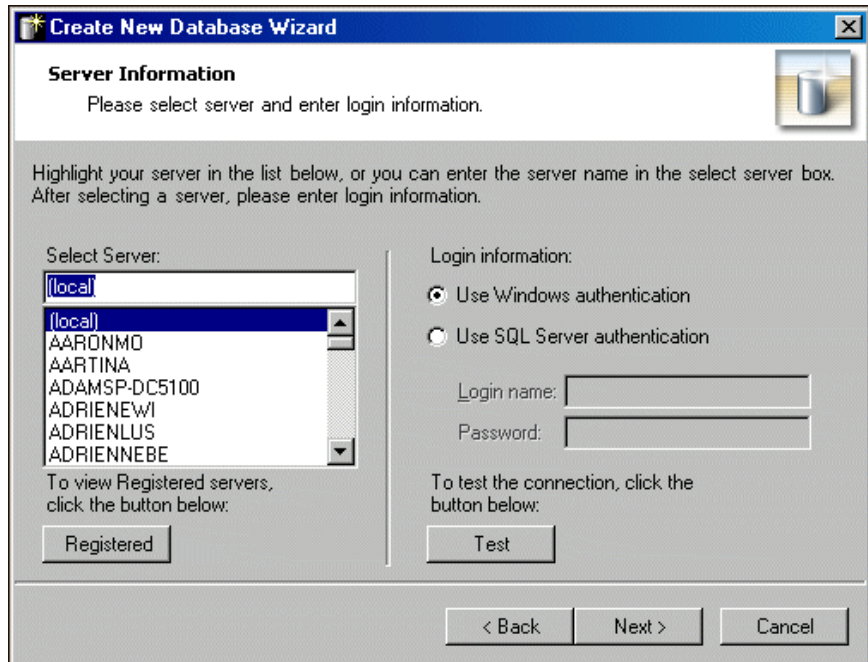 Create New Database Wizard
Server Information
Please select server and enter login information.
Highlight your server in the list below, or you can enter the server name in the select server box.
After selecting a server, please enter login information.
Select Server:
(local)
(local)
AARONMO
AARTINA
ADAMSP-DC5100
ADRIENEWI
ADRIENLUS
ADRIENNEBE
To view Registered servers,
click the button below:
Registered
Login information:
Use Windows authentication
Use SQL Server authentication
Login name:
Password:
To test the connection, click the
button below:
Test
< Back
Next >
Cancel